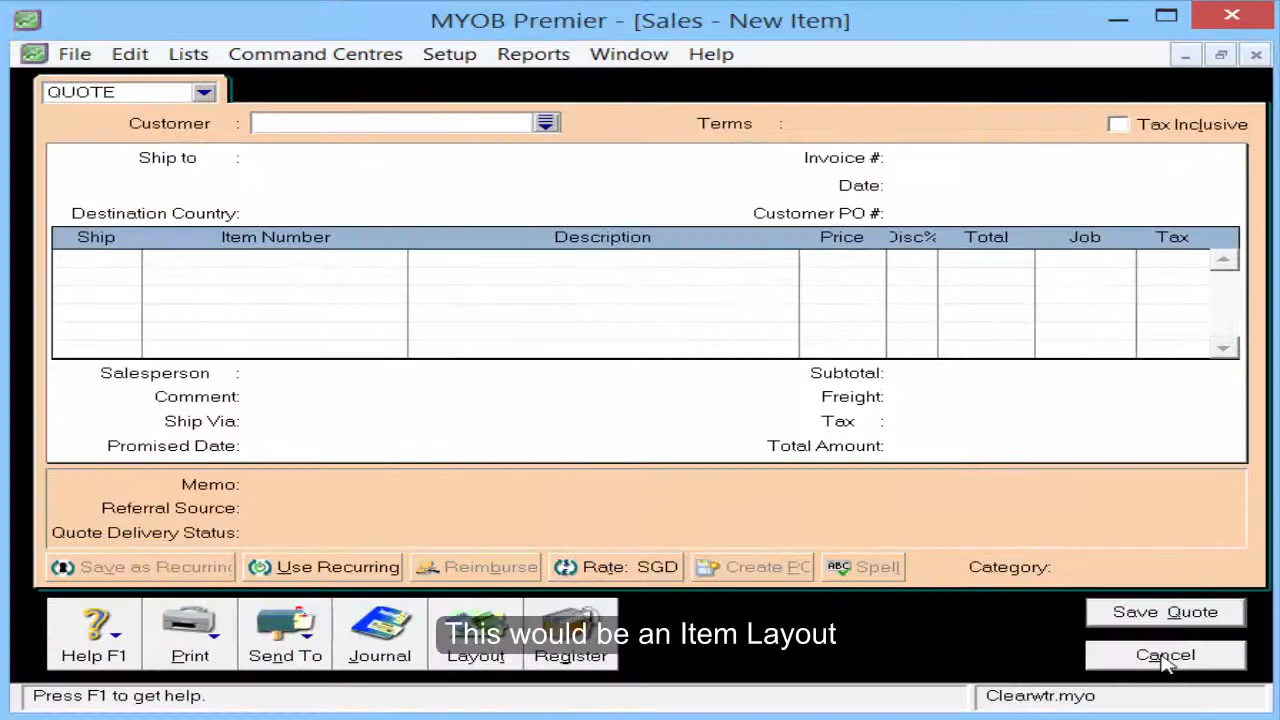 MYOB Premier - [Sales - New Item]
File Edit Lists Command Centres Setup Reports Window Help
QUOTE
Customer : Terms : Tax Inclusive
Ship to : Invoice #:
Date:
Destination Country: Customer PO #:
Ship Item Number Description Price Disc% Total Job Tax
Salesperson : Subtotal:
Comment: Freight:
Ship Via: Tax :
Promised Date: Total Amount:
Memo:
Referral Source:
Quote Delivery Status:
Save as Recurring Use Recurring Reimburse Rate: SGD Create PO ABC Spell Category:
Save Quote
This would be an Item Layout
Help F1 Print Send To Journal Layout Register Cancel
Press F1 to get help. Clearwtr.myo